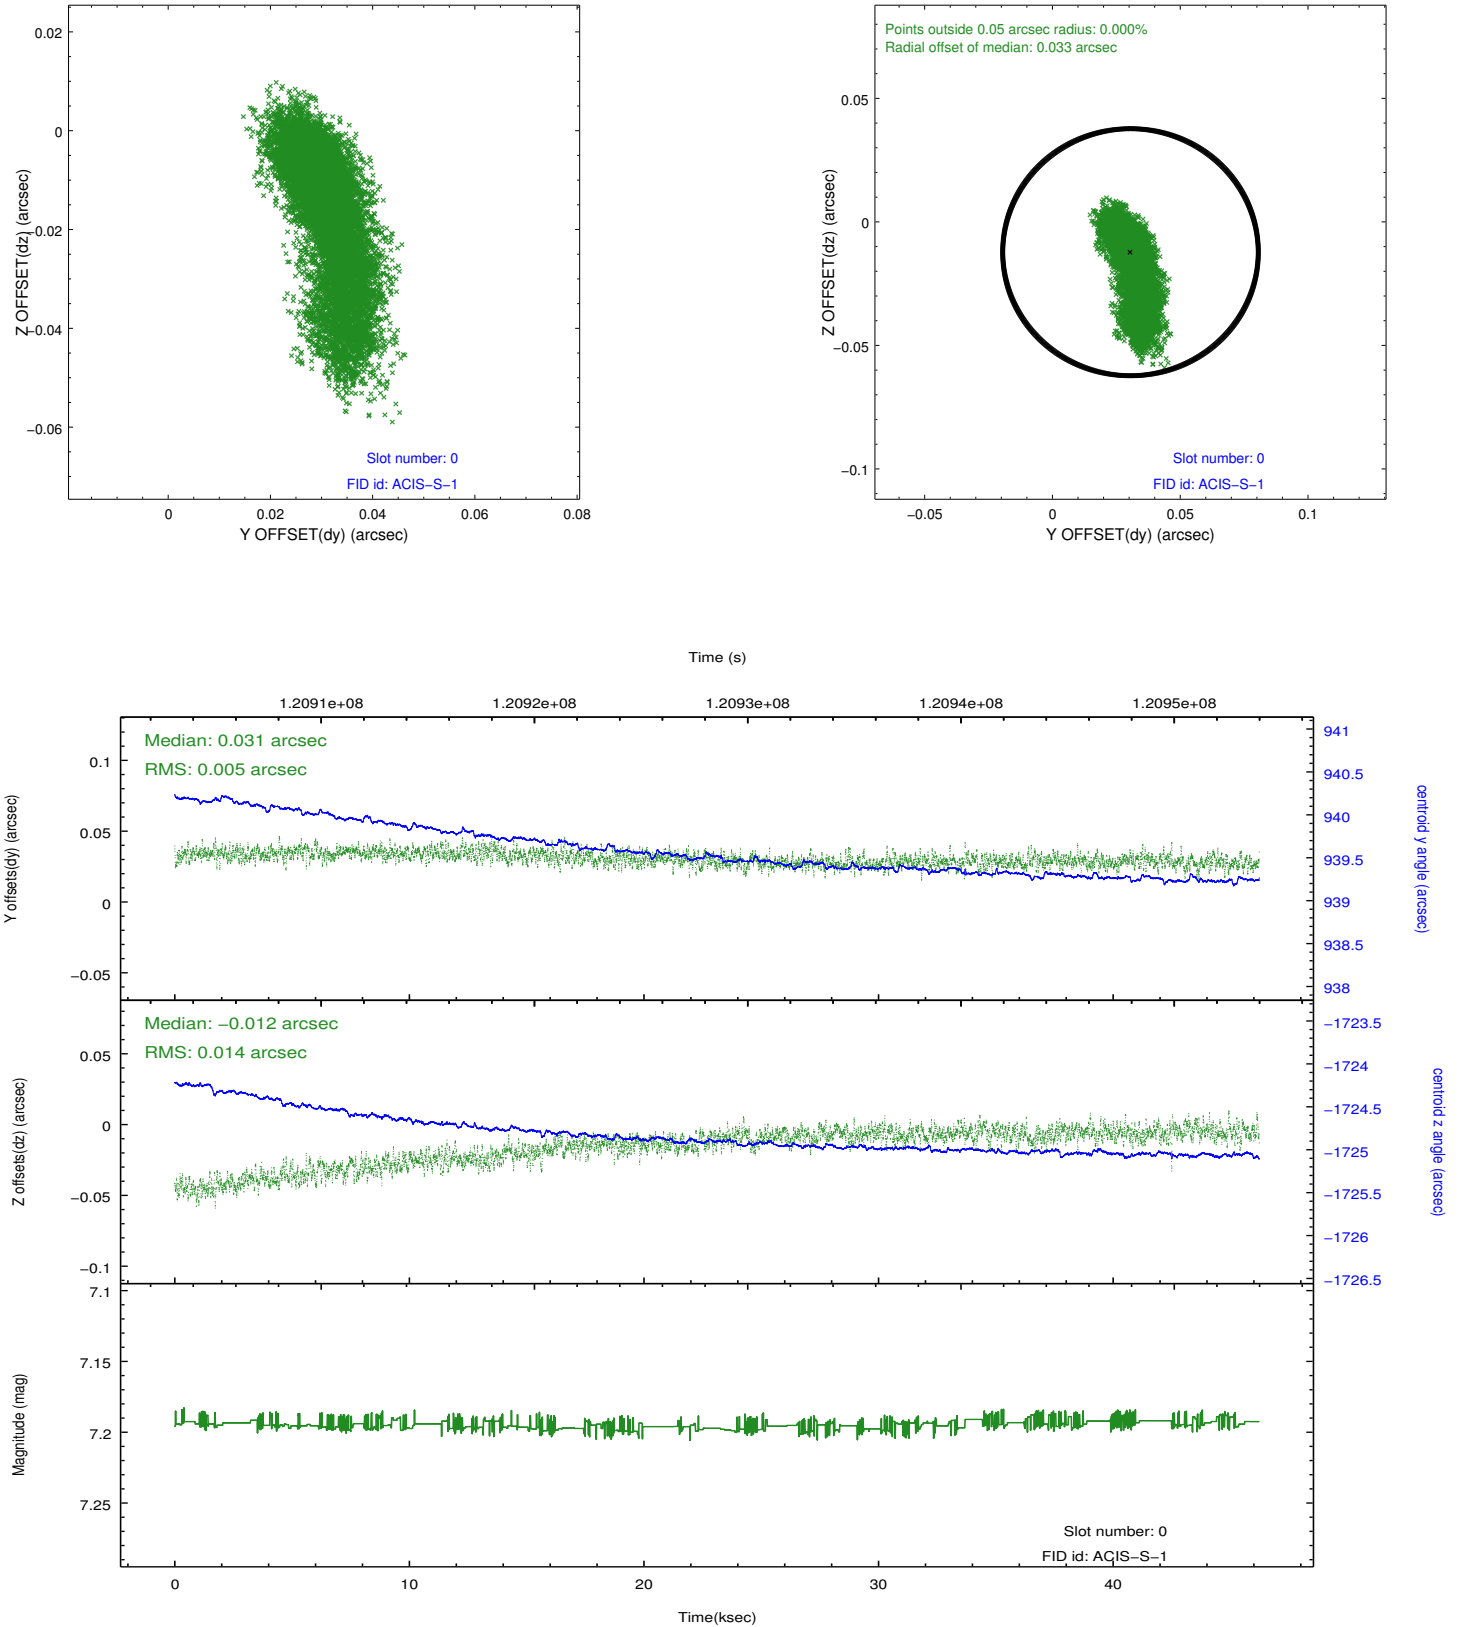 0.02
0
−0.02
−0.04
−0.06
Z OFFSET(dz) (arcsec)
Slot number: 0
FID id: ACIS−S−1
0
0.02
0.04
0.06
0.08
Y OFFSET(dy) (arcsec)
Points outside 0.05 arcsec radius: 0.000%
Radial offset of median: 0.033 arcsec
0.05
0
−0.05
−0.1
Z OFFSET(dz) (arcsec)
Slot number: 0
FID id: ACIS−S−1
−0.05
0
0.05
0.1
Y OFFSET(dy) (arcsec)
Time (s)
1.2091e+08
1.2092e+08
1.2093e+08
1.2094e+08
1.2095e+08
Median: 0.031 arcsec
RMS: 0.005 arcsec
0.1
0.05
0
−0.05
Y offsets(dy) (arcsec)
941
940.5
940
939.5
939
938.5
938
centroid y angle (arcsec)
Median: −0.012 arcsec
RMS: 0.014 arcsec
0.05
0
−0.05
−0.1
Z offsets(dz) (arcsec)
−1723.5
−1724
−1724.5
−1725
−1725.5
−1726
−1726.5
centroid z angle (arcsec)
7.1
7.15
7.2
7.25
Magnitude (mag)
Slot number: 0
FID id: ACIS−S−1
0
10
20
30
40
Time(ksec)